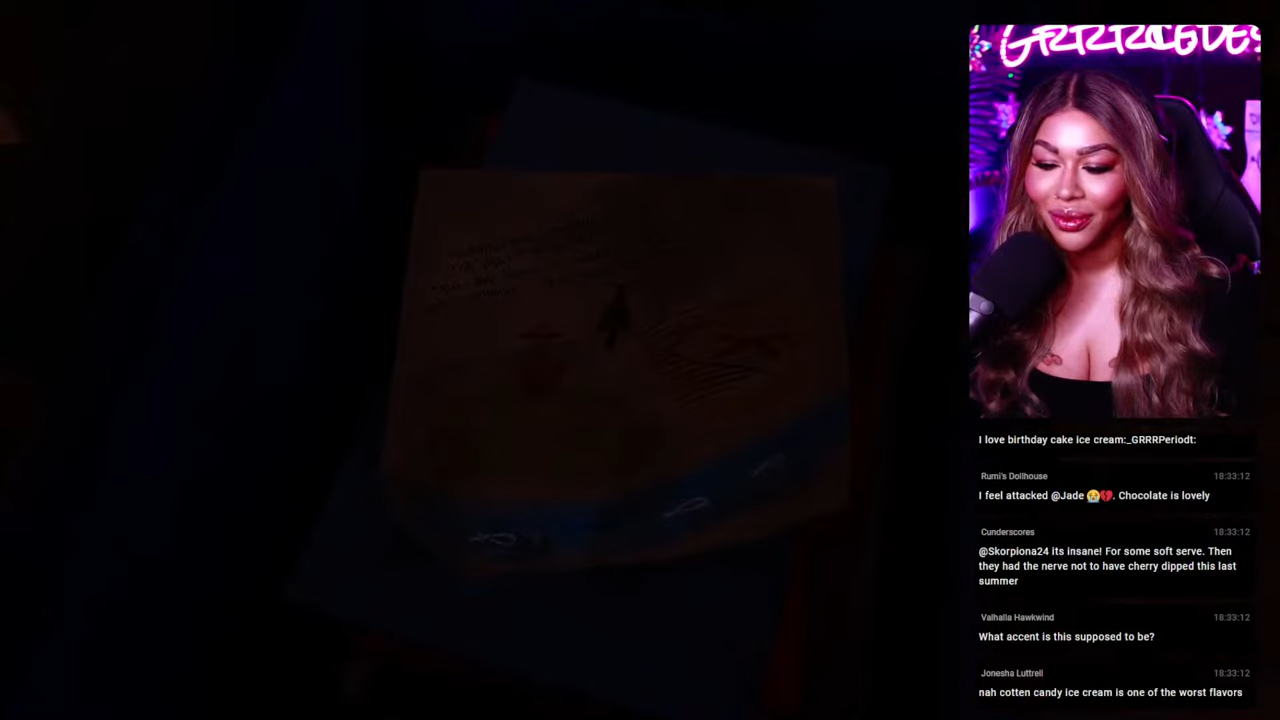 GRRRCEDES
I love birthday cake ice cream:_GRRRPeriodt:
Rumi's Dollhouse 18:33:12
I feel attacked @Jade 😭💔. Chocolate is lovely
Cunderscores 18:33:12
@Skorpiona24 its insane! For some soft serve. Then
they had the nerve not to have cherry dipped this last
summer
Valhalla Hawkwind 18:33:12
What accent is this supposed to be?
Jonesha Luttrell 18:33:12
nah cotten candy ice cream is one of the worst flavors